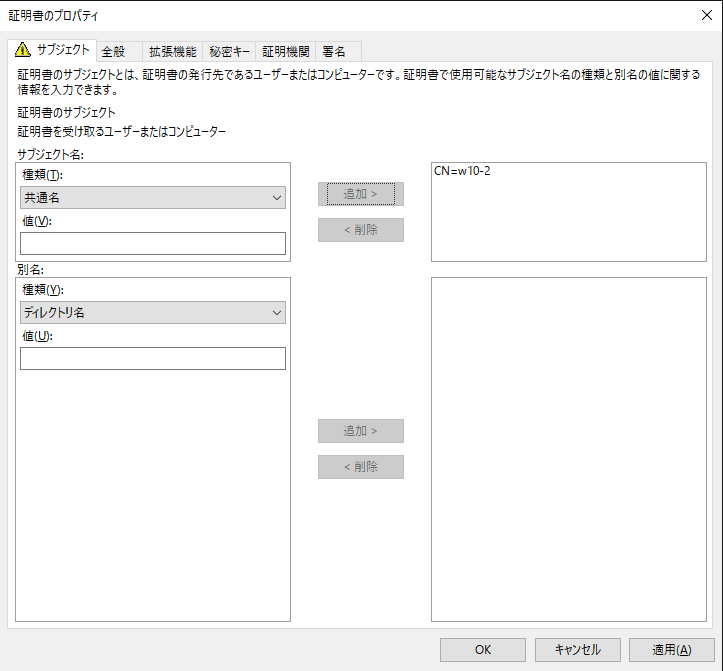 証明書のプロパティ
サブジェクト 全般 拡張機能 秘密キー 証明機関 署名
証明書のサブジェクトとは、証明書の発行先であるユーザーまたはコンピューターです。証明書で使用可能なサブジェクト名の種類と別名の値に関する
情報を入力できます。
証明書のサブジェクト
証明書を受け取るユーザーまたはコンピューター
サブジェクト名:
種類(T):
共通名
値(V):
追加 >
< 削除
CN=w10-2
別名:
種類(Y):
ディレクトリ名
値(U):
追加 >
< 削除
OK キャンセル 適用(A)